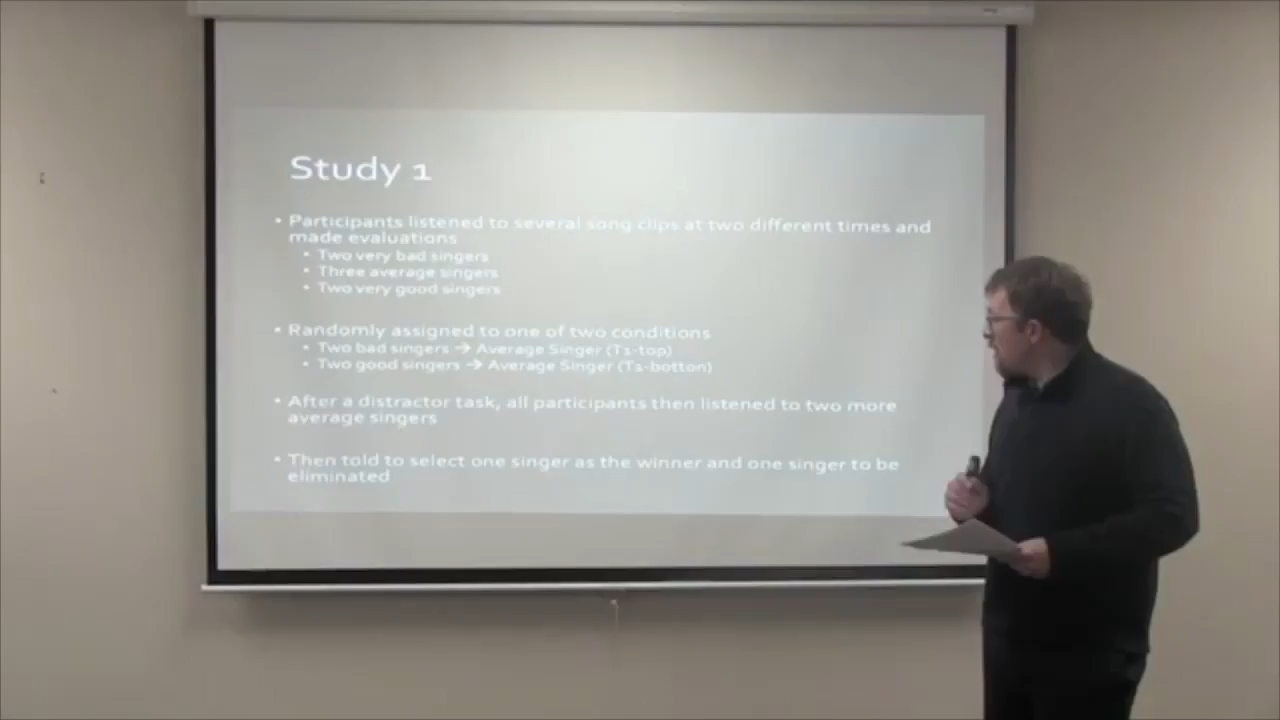 Study 1
• Participants listened to several song clips at two different times and
made evaluations
• Two very bad singers
• Three average singers
• Two very good singers
• Randomly assigned to one of two conditions
• Two bad singers → Average Singer (T1-top)
• Two good singers → Average Singer (T1-botton)
• After a distractor task, all participants then listened to two more
average singers
• Then told to select one singer as the winner and one singer to be
eliminated